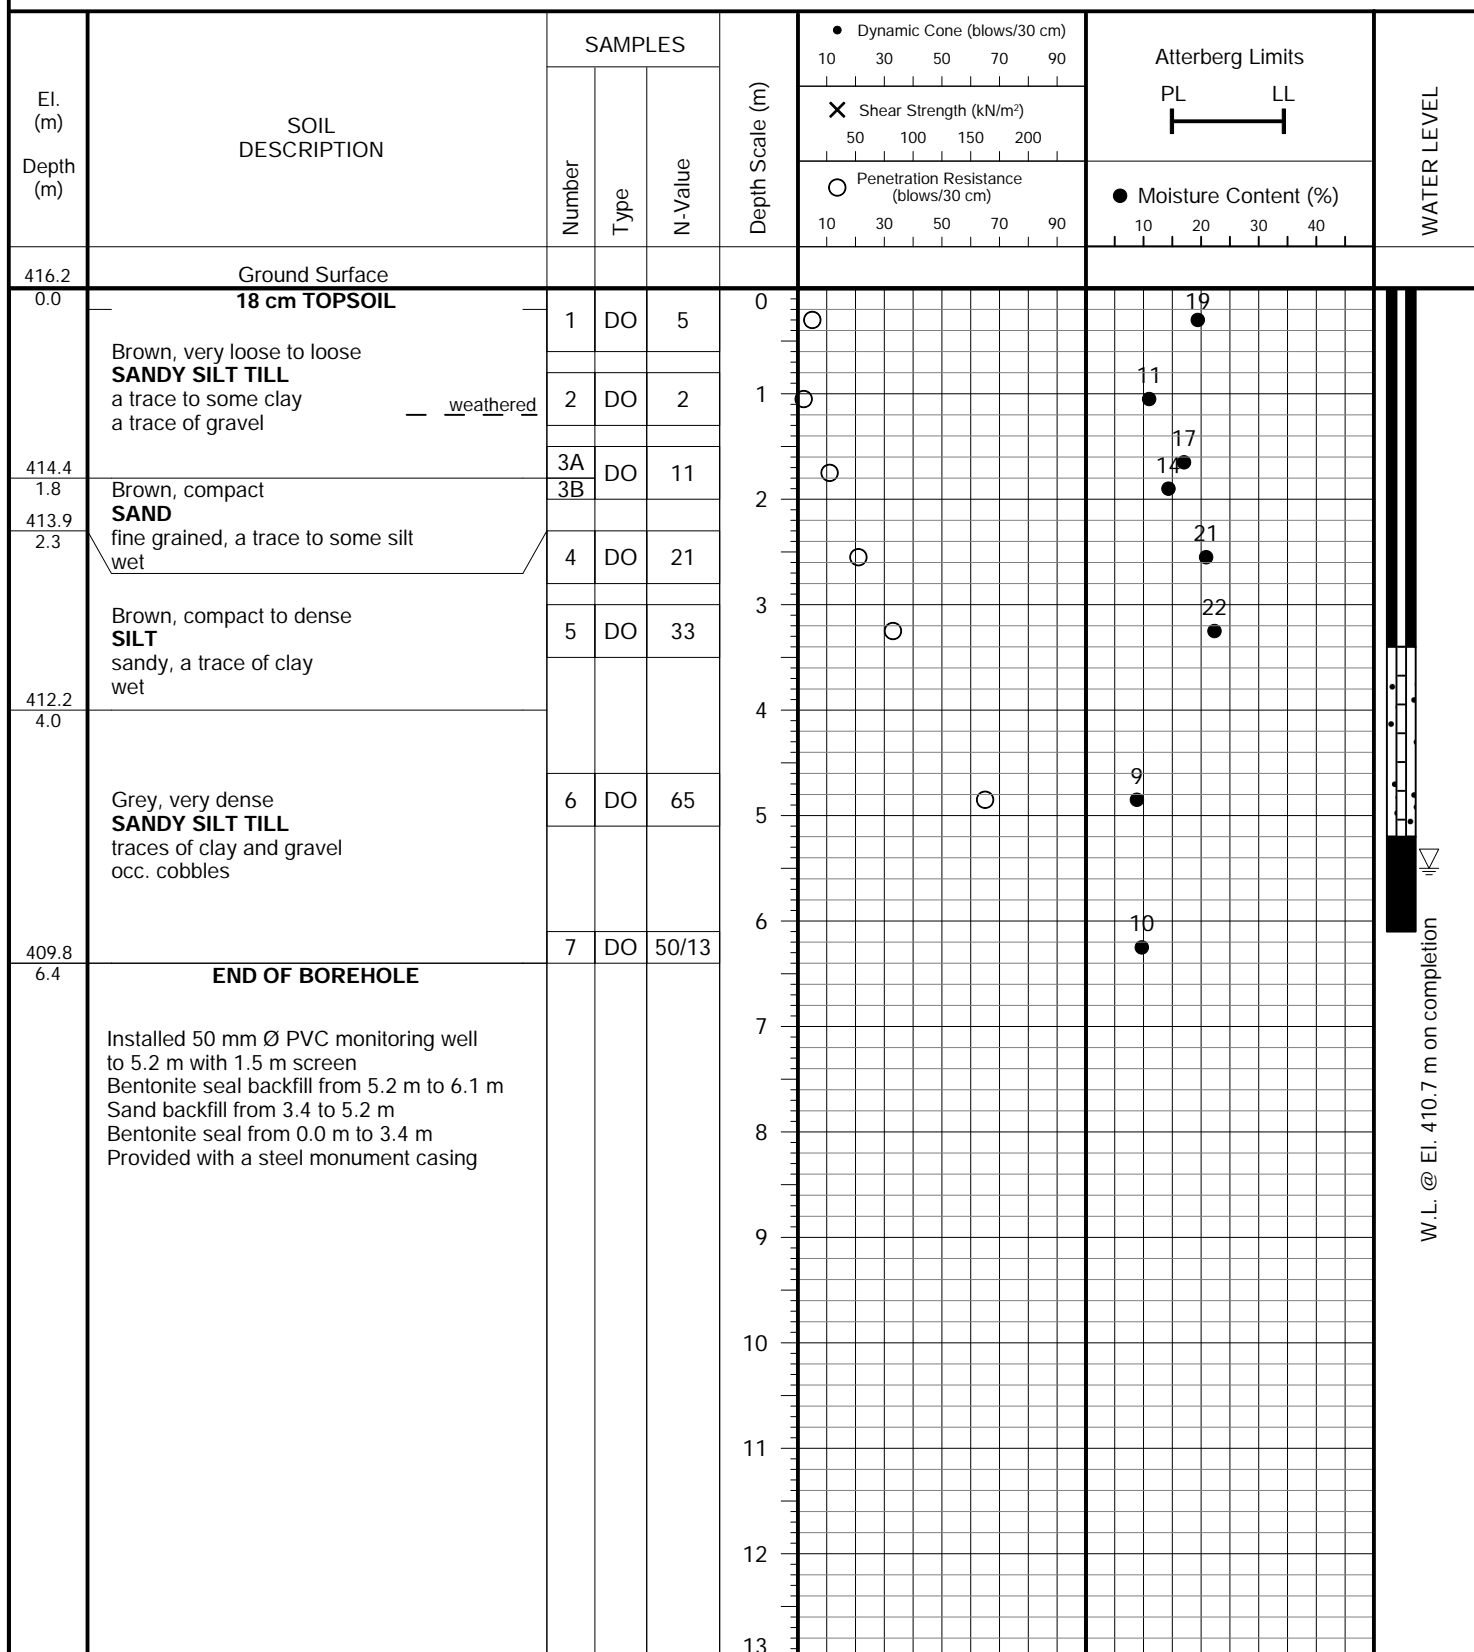 El.
(m)
Depth
(m)
SOIL
DESCRIPTION
SAMPLES
Number
Type
N-Value
Depth Scale (m)
Dynamic Cone (blows/30 cm)
10 30 50 70 90
Shear Strength (kN/m²)
50 100 150 200
Penetration Resistance
(blows/30 cm)
10 30 50 70 90
Atterberg Limits
PL LL
Moisture Content (%)
10 20 30 40
WATER LEVEL
416.2 Ground Surface
0.0 18 cm TOPSOIL
0
1 DO 5
19
Brown, very loose to loose
SANDY SILT TILL
a trace to some clay
a trace of gravel
weathered
2 DO 2
1
11
3A DO 11
17
414.4
1.8
3B
14
Brown, compact
SAND
fine grained, a trace to some silt
wet
2
413.9
2.3
4 DO 21
21
3
Brown, compact to dense
SILT
sandy, a trace of clay
wet
5 DO 33
22
412.2
4.0
4
Grey, very dense
SANDY SILT TILL
traces of clay and gravel
occ. cobbles
6 DO 65
9
5
6
10
7 DO 50/13
409.8
6.4
END OF BOREHOLE
Installed 50 mm Ø PVC monitoring well
to 5.2 m with 1.5 m screen
Bentonite seal backfill from 5.2 m to 6.1 m
Sand backfill from 3.4 to 5.2 m
Bentonite seal from 0.0 m to 3.4 m
Provided with a steel monument casing
7
8
9
10
11
12
13
W.L. @ El. 410.7 m on completion